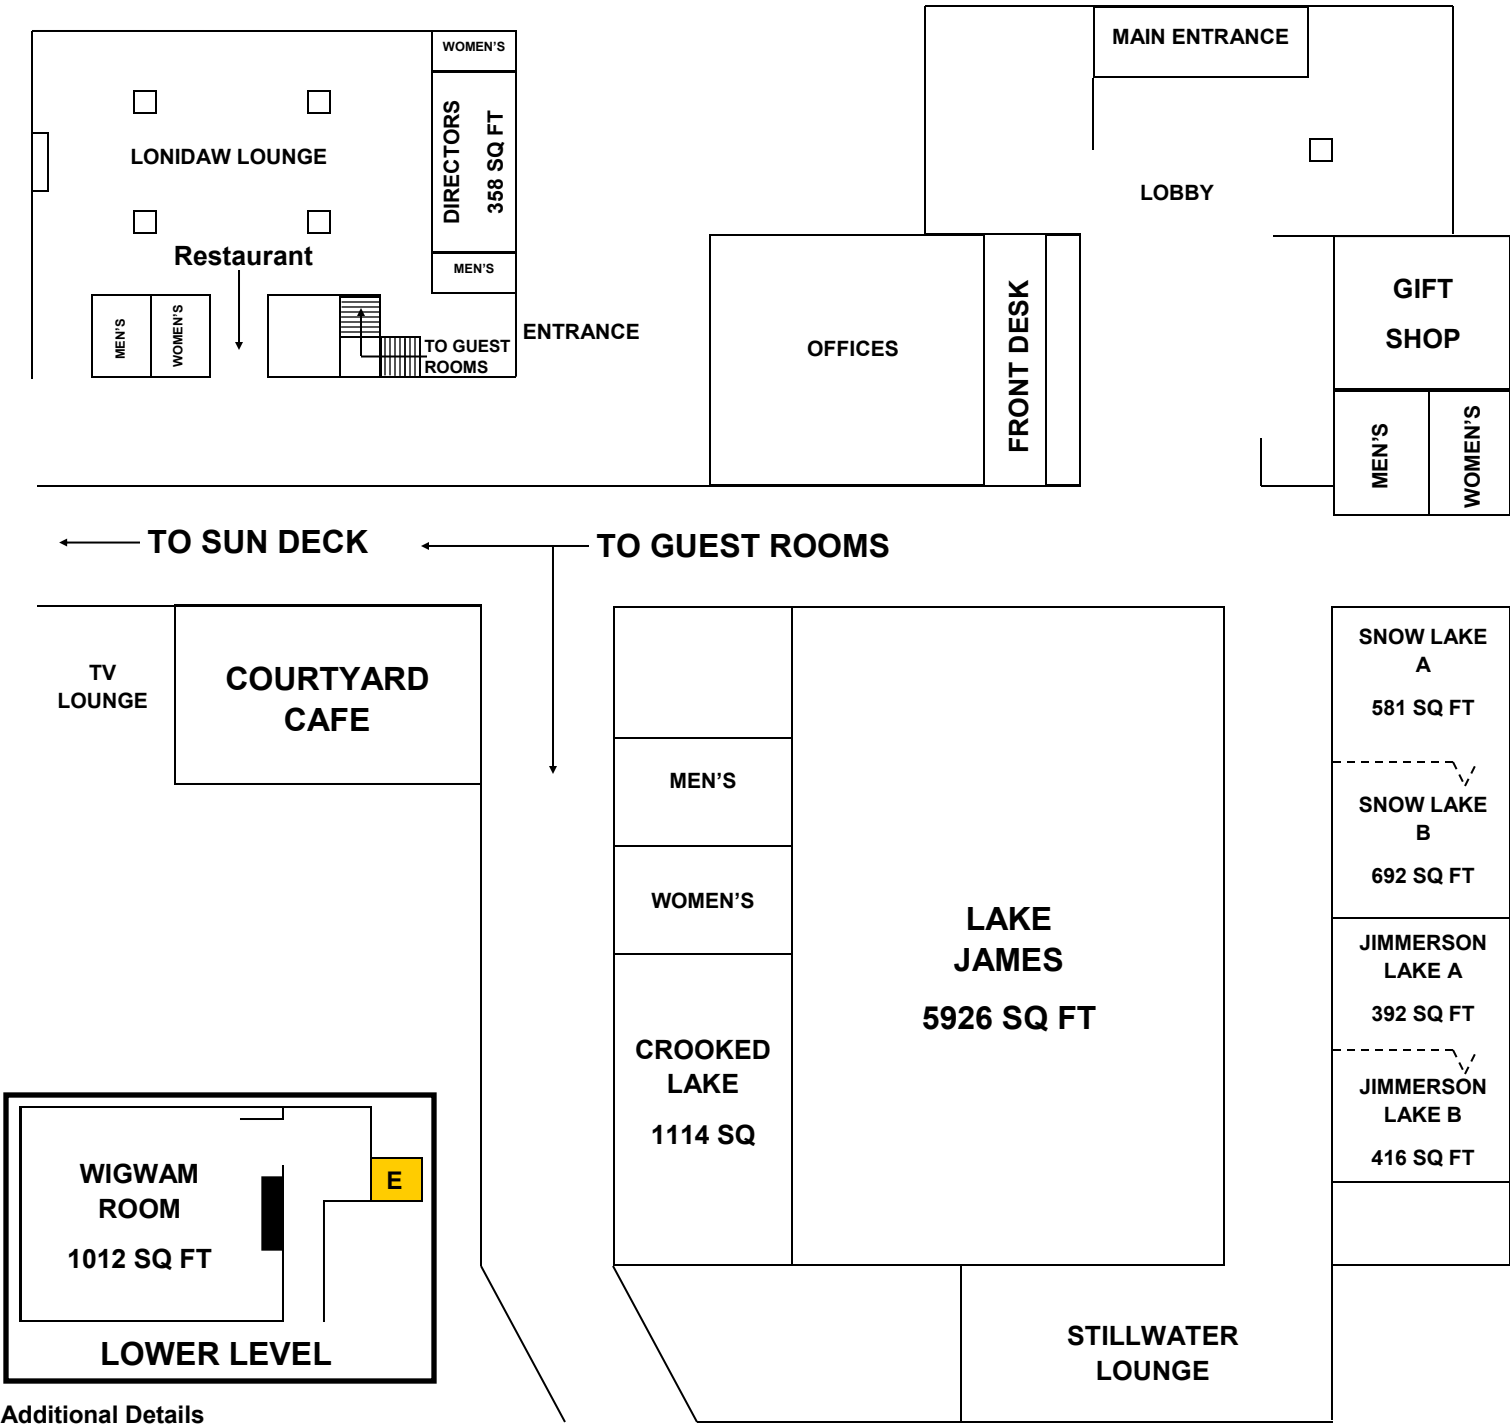 WOMEN'S
DIRECTORS
358 SQ FT
MEN'S
LONIDAW LOUNGE
Restaurant
MEN'S
WOMEN'S
TO GUEST
ROOMS
ENTRANCE
MAIN ENTRANCE
LOBBY
OFFICES
FRONT DESK
GIFT
SHOP
MEN'S
WOMEN'S
TO SUN DECK
TO GUEST ROOMS
TV
LOUNGE
COURTYARD
CAFE
MEN'S
WOMEN'S
CROOKED
LAKE
1114 SQ
LAKE
JAMES
5926 SQ FT
SNOW LAKE
A
581 SQ FT
SNOW LAKE
B
692 SQ FT
JIMMERSON
LAKE A
392 SQ FT
JIMMERSON
LAKE B
416 SQ FT
STILLWATER
LOUNGE
WIGWAM
ROOM
1012 SQ FT
E
LOWER LEVEL
Additional Details